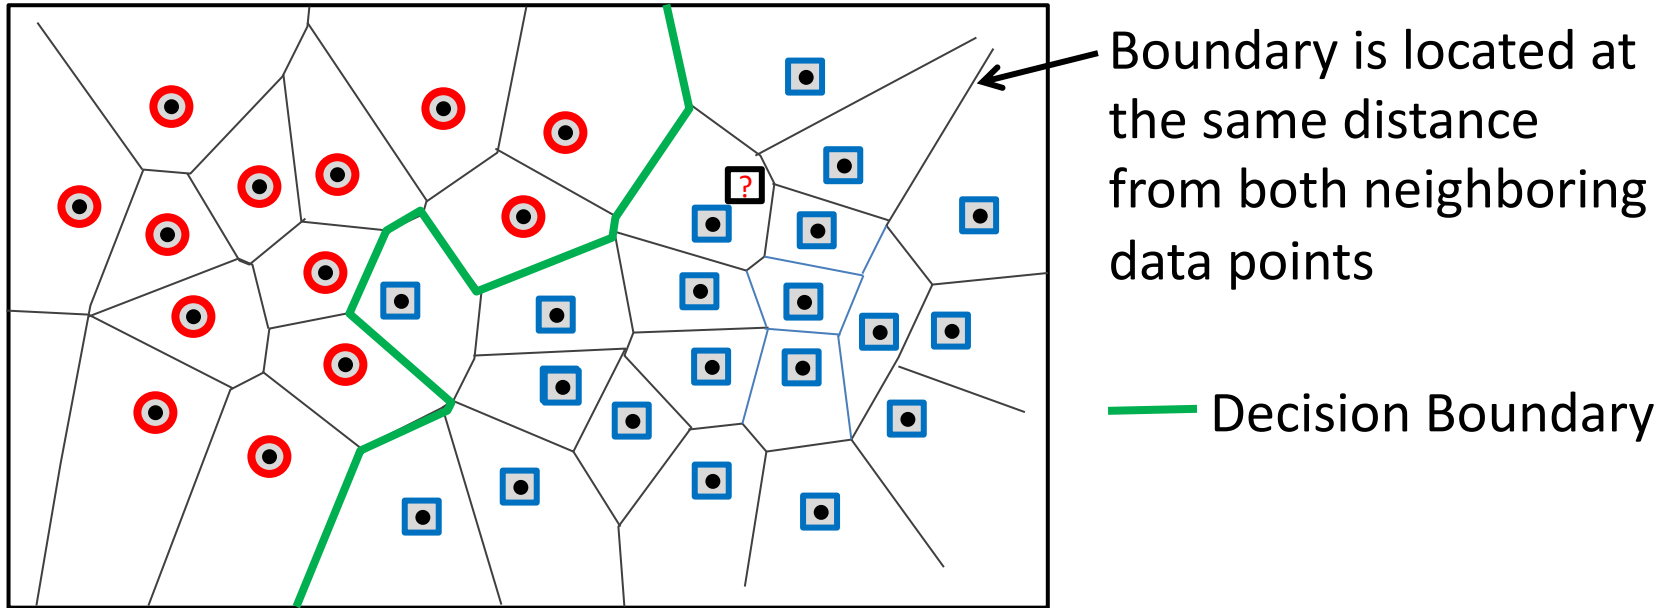 Boundary is located at
the same distance
from both neighboring
data points
?
Decision Boundary